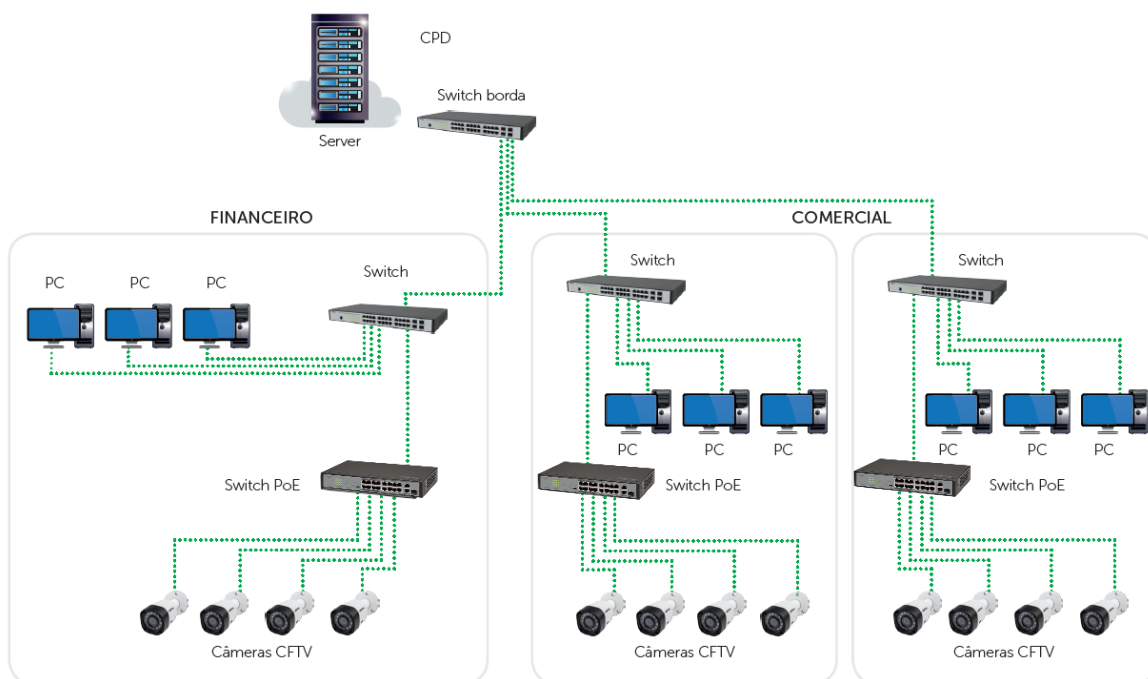 CPD
Switch borda
Server
FINANCEIRO
COMERCIAL
PC PC PC
Switch
Switch
Switch
PC PC PC
PC PC PC
Switch PoE
Switch PoE
Switch PoE
Câmeras CFTV
Câmeras CFTV
Câmeras CFTV